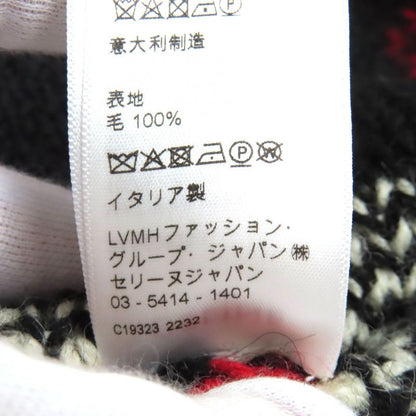 意大利制造
表地
毛 100%
イタリア製
LVMHファッション・
グループ・ジャパン㈱
セリーヌジャパン
03 - 5414 - 1401
C19323 2232